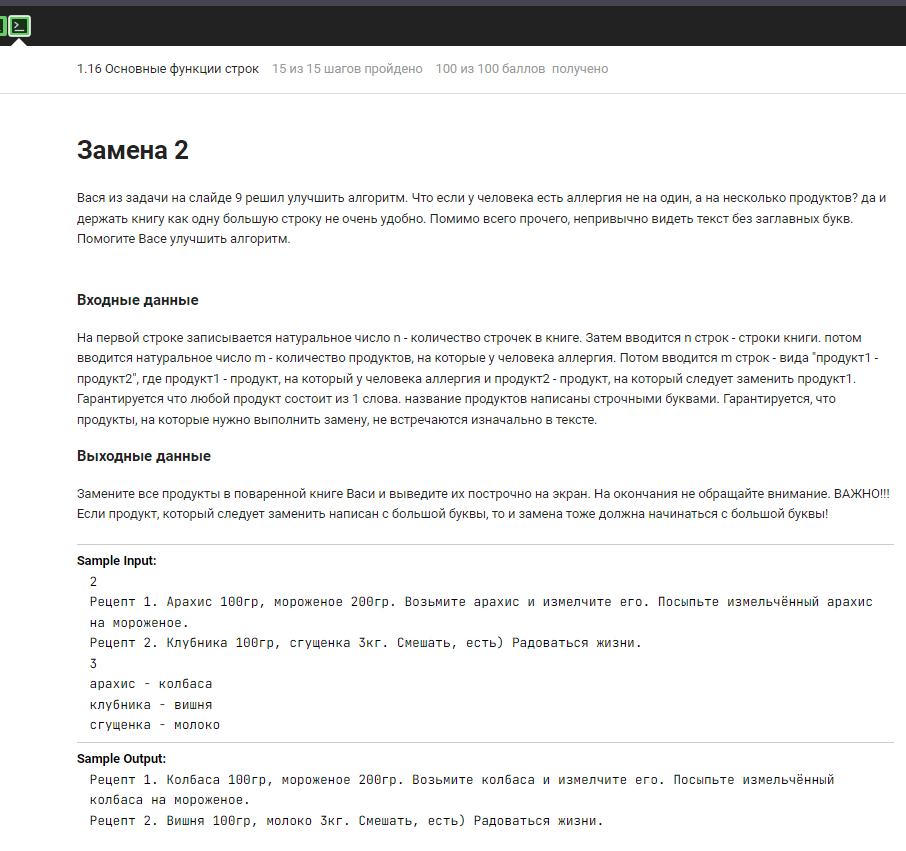 1.16 Основные функции строк 15 из 15 шагов пройдено 100 из 100 баллов получено
Замена 2
Вася из задачи на слайде 9 решил улучшить алгоритм. Что если у человека есть аллергия не на один, а на несколько продуктов? да и
держать книгу как одну большую строку не очень удобно. Помимо всего прочего, непривычно видеть текст без заглавных букв.
Помогите Васе улучшить алгоритм.
Входные данные
На первой строке записывается натуральное число n - количество строчек в книге. Затем вводится n строк - строки книги. потом
вводится натуральное число m - количество продуктов, на которые у человека аллергия. Потом вводится m строк - вида "продукт1 -
продукт2", где продукт1 - продукт, на который у человека аллергия и продукт2 - продукт, на который следует заменить продукт1.
Гарантируется что любой продукт состоит из 1 слова. название продуктов написаны строчными буквами. Гарантируется, что
продукты, на которые нужно выполнить замену, не встречаются изначально в тексте.
Выходные данные
Замените все продукты в поваренной книге Васи и выведите их построчно на экран. На окончания не обращайте внимание. ВАЖНО!!!
Если продукт, который следует заменить написан с большой буквы, то и замена тоже должна начинаться с большой буквы!
Sample Input:
2
Рецепт 1. Арахис 100гр, мороженое 200гр. Возьмите арахис и измелчите его. Посыпьте измельчённый арахис
на мороженое.
Рецепт 2. Клубника 100гр, сгущенка 3кг. Смешать, есть) Радоваться жизни.
3
арахис - колбаса
клубника - вишня
сгущенка - молоко
Sample Output:
Рецепт 1. Колбаса 100гр, мороженое 200гр. Возьмите колбаса и измелчите его. Посыпьте измельчённый
колбаса на мороженое.
Рецепт 2. Вишня 100гр, молоко 3кг. Смешать, есть) Радоваться жизни.